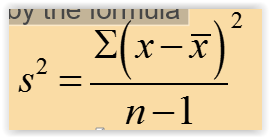 by the formula
s² = Σ(x − x̄)² / (n − 1)